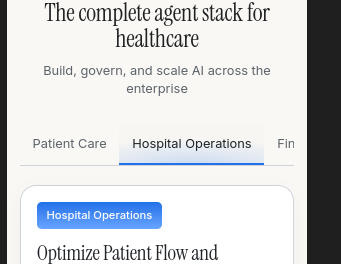 The complete agent stack for
healthcare
Build, govern, and scale AI across the
enterprise
Patient Care Hospital Operations Fin
Hospital Operations
Optimize Patient Flow and